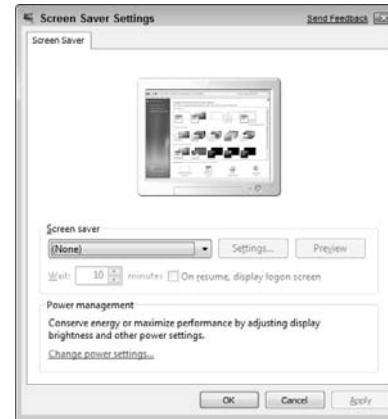 Screen Saver Settings Send Feedback
Screen Saver
Screen saver
(None) Settings... Preview
Wait: 10 minutes On resume, display logon screen
Power management
Conserve energy or maximize performance by adjusting display
brightness and other power settings.
Change power settings...
OK Cancel Apply